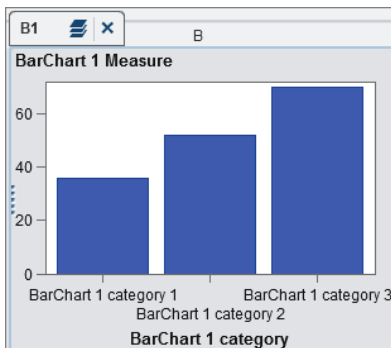 B1
B
BarChart 1 Measure
60
40
20
0
BarChart 1 category 1 BarChart 1 category 3
BarChart 1 category 2
BarChart 1 category